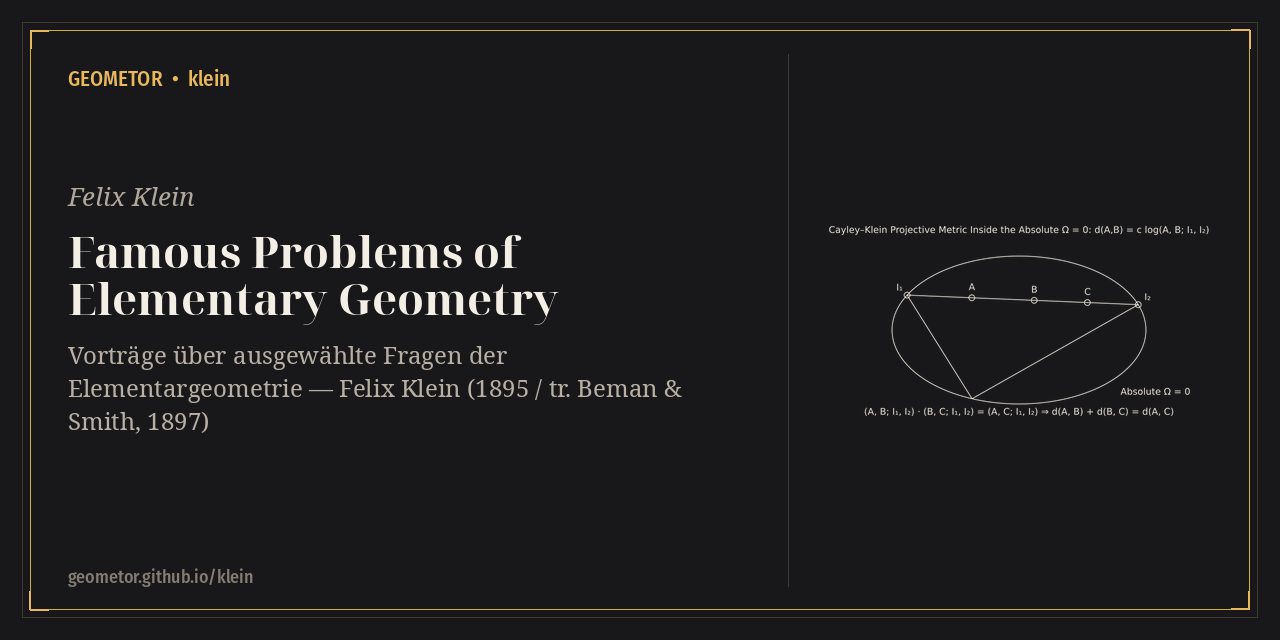 GEOMETOR • klein
Felix Klein
Famous Problems of
Elementary Geometry
Vorträge über ausgewählte Fragen der
Elementargeometrie — Felix Klein (1895 / tr. Beman &
Smith, 1897)
geometor.github.io/klein
Cayley–Klein Projective Metric Inside the Absolute Ω = 0: d(A,B) = c log(A, B; I₁, I₂)
I₁
A
B
C
I₂
Absolute Ω = 0
(A, B; I₁, I₂) · (B, C; I₁, I₂) = (A, C; I₁, I₂) ⇒ d(A, B) + d(B, C) = d(A, C)